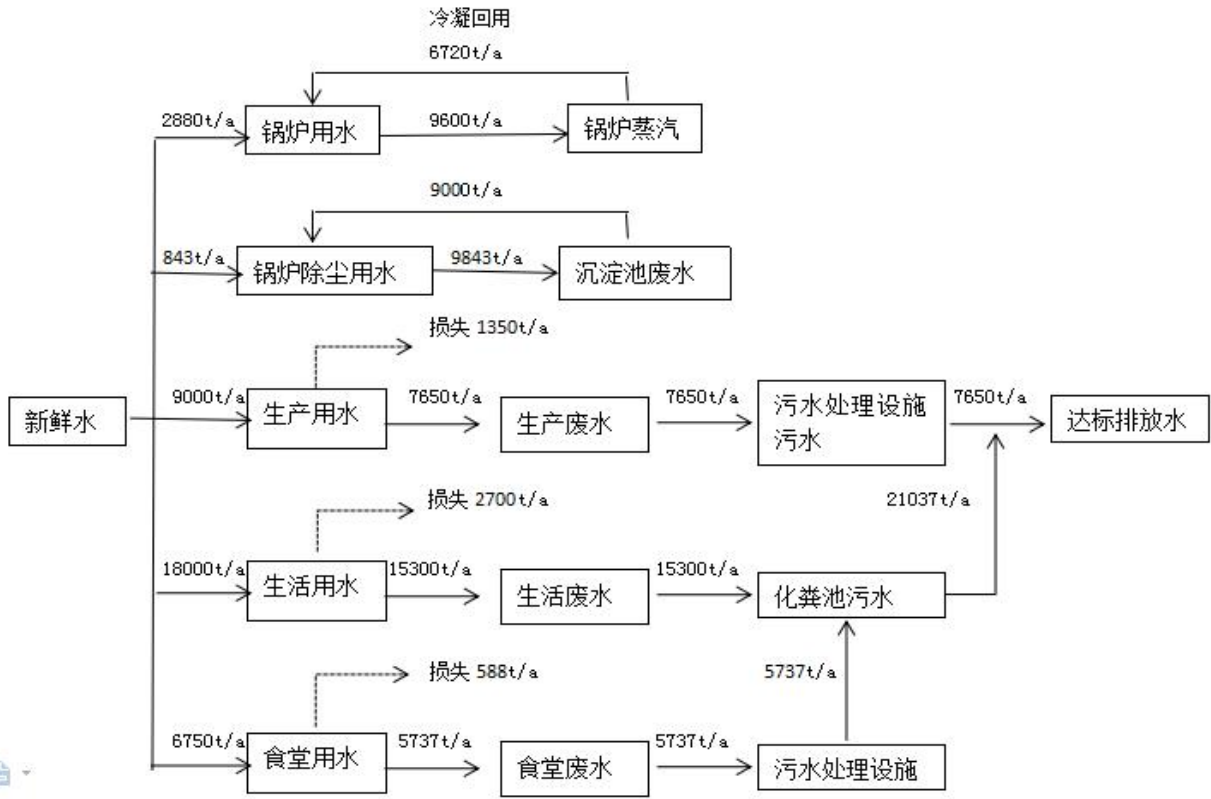 冷凝回用
6720t/a
2880t/a
锅炉用水
9600t/a
锅炉蒸汽
9000t/a
843t/a
锅炉除尘用水
9843t/a
沉淀池废水
损失 1350t/a
新鲜水
9000t/a
生产用水
7650t/a
生产废水
7650t/a
污水处理设施
污水
7650t/a
达标排放水
损失 2700t/a
21037t/a
18000t/a
生活用水
15300t/a
生活废水
15300t/a
化粪池污水
损失 588t/a
5737t/a
6750t/a
食堂用水
5737t/a
食堂废水
5737t/a
污水处理设施